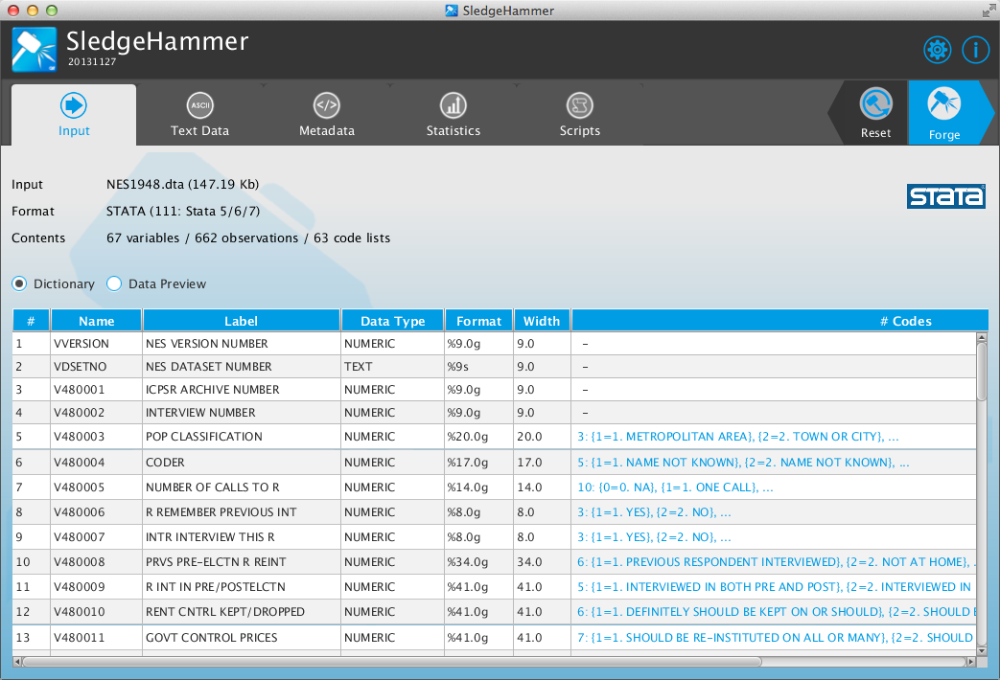 SledgeHammer
SledgeHammer
20131127
Input
ASCII
Text Data
</>
Metadata
Statistics
Scripts
Reset
Forge
Input NES1948.dta (147.19 Kb)
Format STATA (111: Stata 5/6/7)
Contents 67 variables / 662 observations / 63 code lists
STATA
Dictionary Data Preview
# Name Label Data Type Format Width # Codes
1 VVERSION NES VERSION NUMBER NUMERIC %9.0g 9.0 –
2 VDSETNO NES DATASET NUMBER TEXT %9s 9.0 –
3 V480001 ICPSR ARCHIVE NUMBER NUMERIC %9.0g 9.0 –
4 V480002 INTERVIEW NUMBER NUMERIC %9.0g 9.0 –
5 V480003 POP CLASSIFICATION NUMERIC %20.0g 20.0 3: {1=1. METROPOLITAN AREA}, {2=2. TOWN OR CITY}, ...
6 V480004 CODER NUMERIC %17.0g 17.0 5: {1=1. NAME NOT KNOWN}, {2=2. NAME NOT KNOWN}, ...
7 V480005 NUMBER OF CALLS TO R NUMERIC %14.0g 14.0 10: {0=0. NA}, {1=1. ONE CALL}, ...
8 V480006 R REMEMBER PREVIOUS INT NUMERIC %8.0g 8.0 3: {1=1. YES}, {2=2. NO}, ...
9 V480007 INTR INTERVIEW THIS R NUMERIC %8.0g 8.0 3: {1=1. YES}, {2=2. NO}, ...
10 V480008 PRVS PRE-ELCTN R REINT NUMERIC %34.0g 34.0 6: {1=1. PREVIOUS RESPONDENT INTERVIEWED}, {2=2. NOT AT HOME}, .
11 V480009 R INT IN PRE/POSTELCTN NUMERIC %41.0g 41.0 5: {1=1. INTERVIEWED IN BOTH PRE AND POST}, {2=2. INTERVIEWED IN
12 V480010 RENT CNTRL KEPT/DROPPED NUMERIC %41.0g 41.0 6: {1=1. DEFINITELY SHOULD BE KEPT ON OR SHOULD}, {2=2. SHOULD
13 V480011 GOVT CONTROL PRICES NUMERIC %41.0g 41.0 7: {1=1. SHOULD BE RE-INSTITUTED ON ALL OR MANY}, {2=2. SHOULD